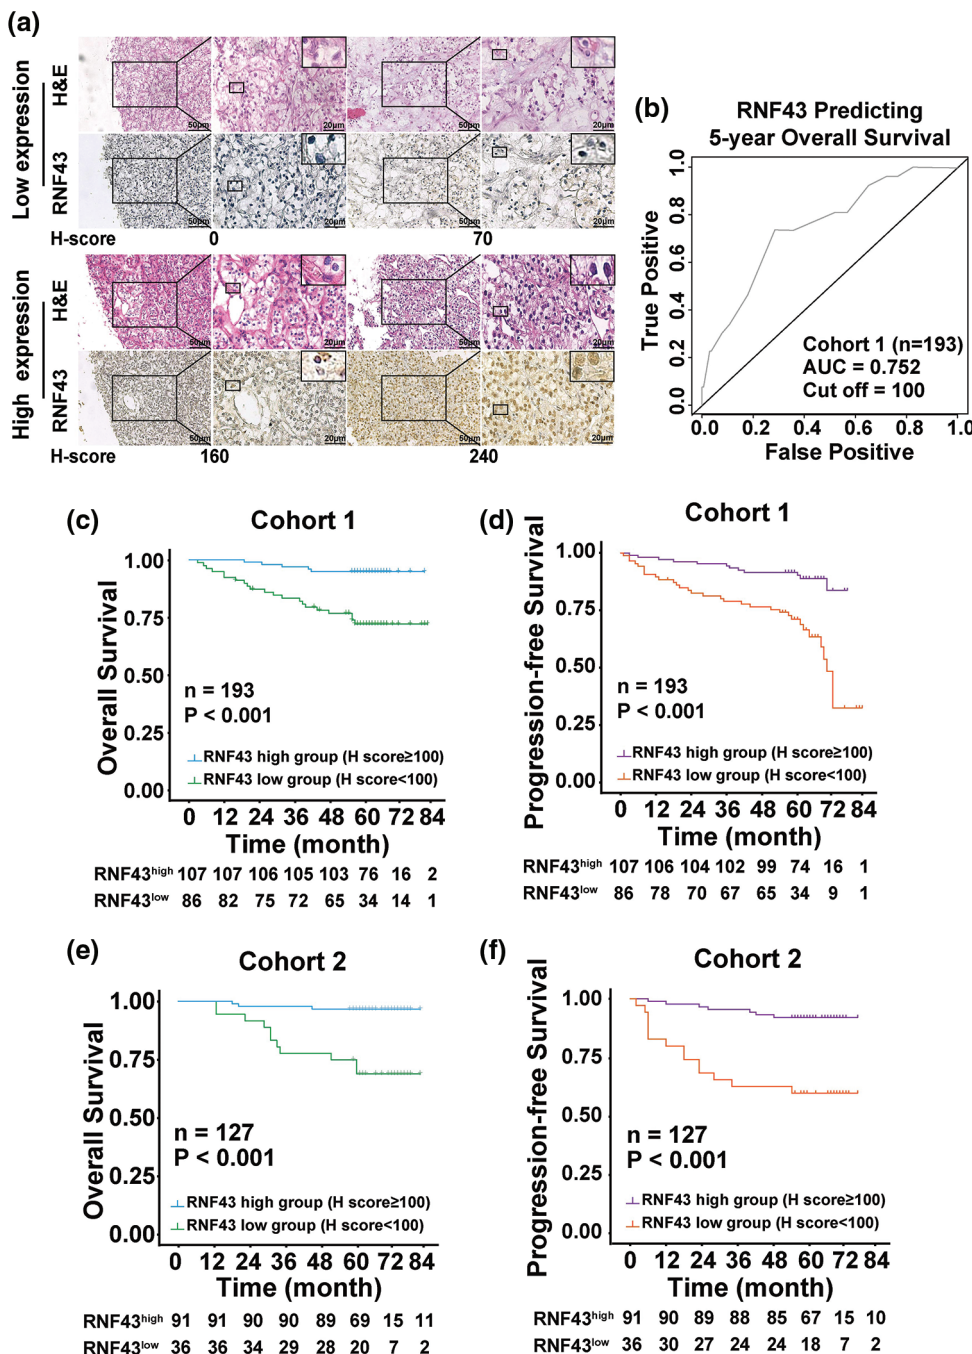 (a)
Low expression
H&E
50μm
20μm
50μm
20μm
RNF43
50μm
20μm
50μm
20μm
H-score
0
70
High expression
H&E
50μm
20μm
50μm
20μm
RNF43
50μm
20μm
50μm
20μm
H-score
160
240
(b)
RNF43 Predicting
5-year Overall Survival
True Positive
1.0
0.8
0.6
0.4
0.2
0.0
Cohort 1 (n=193)
AUC = 0.752
Cut off = 100
0.0 0.2 0.4 0.6 0.8 1.0
False Positive
(c)
Cohort 1
Overall Survival
1.00
0.75
0.50
0.25
0.00
n = 193
P < 0.001
RNF43 high group (H score≥100)
RNF43 low group (H score<100)
0 12 24 36 48 60 72 84
Time (month)
RNF43high 107 107 106 105 103 76 16 2
RNF43low 86 82 75 72 65 34 14 1
(d)
Cohort 1
Progression-free Survival
1.00
0.75
0.50
0.25
0.00
n = 193
P < 0.001
RNF43 high group (H score≥100)
RNF43 low group (H score<100)
0 12 24 36 48 60 72 84
Time (month)
RNF43high 107 106 104 102 99 74 16 1
RNF43low 86 78 70 67 65 34 9 1
(e)
Cohort 2
Overall Survival
1.00
0.75
0.50
0.25
0.00
n = 127
P < 0.001
RNF43 high group (H score≥100)
RNF43 low group (H score<100)
0 12 24 36 48 60 72 84
Time (month)
RNF43high 91 91 90 90 89 69 15 11
RNF43low 36 36 34 29 28 20 7 2
(f)
Cohort 2
Progression-free Survival
1.00
0.75
0.50
0.25
0.00
n = 127
P < 0.001
RNF43 high group (H score≥100)
RNF43 low group (H score<100)
0 12 24 36 48 60 72 84
Time (month)
RNF43high 91 90 89 88 85 67 15 10
RNF43low 36 30 27 24 24 18 7 2